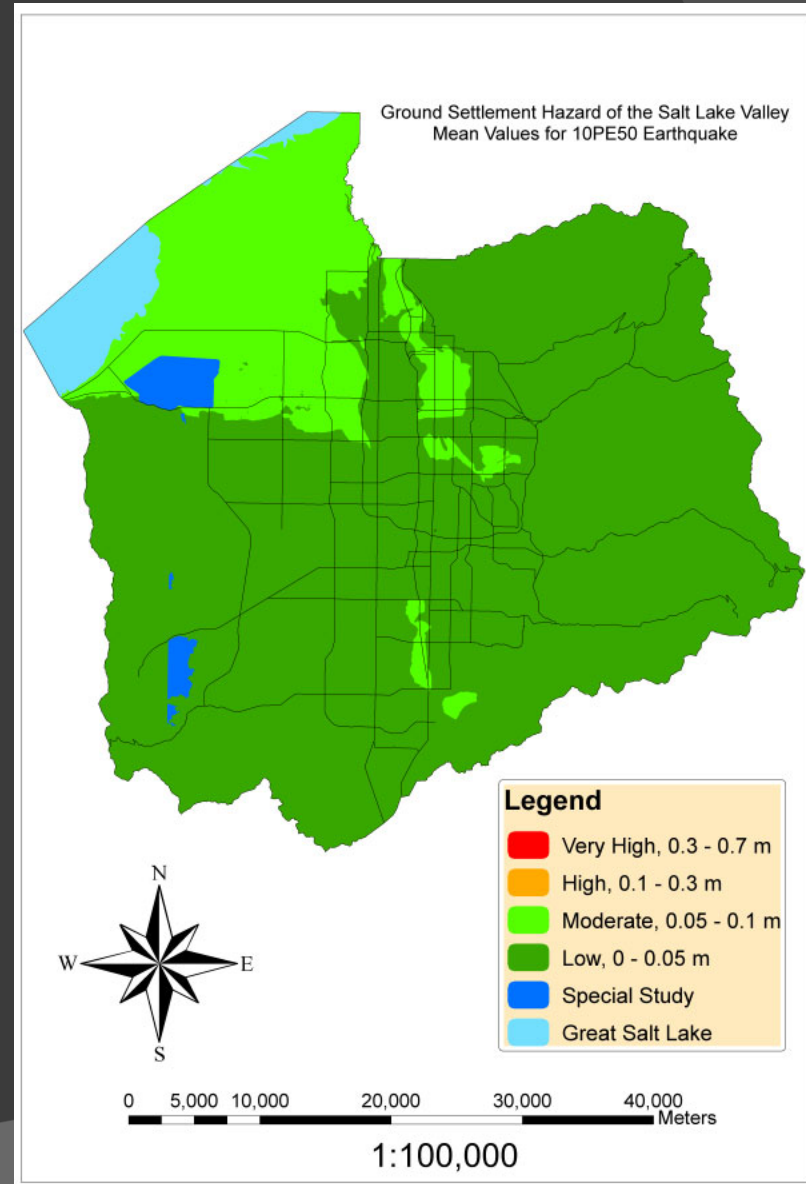 Ground Settlement Hazard of the Salt Lake Valley
Mean Values for 10PE50 Earthquake
Legend
Very High, 0.3 - 0.7 m
High, 0.1 - 0.3 m
Moderate, 0.05 - 0.1 m
Low, 0 - 0.05 m
Special Study
Great Salt Lake
N
W E
S
0 5,000 10,000 20,000 30,000 40,000
Meters
1:100,000